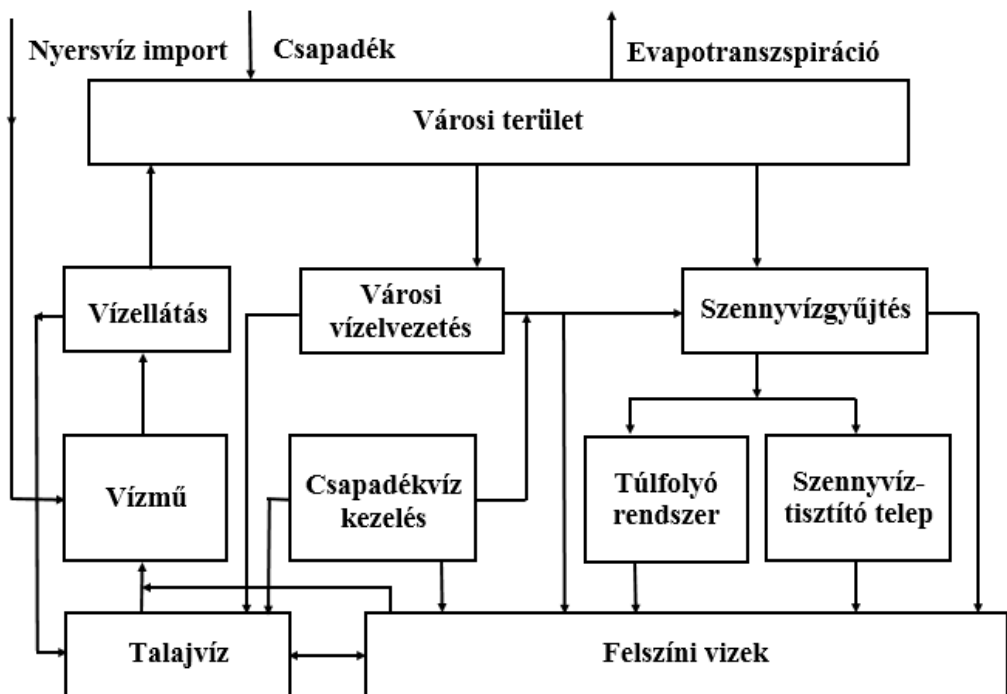 Nyersvíz import
Csapadék
Evapotranszspiráció
Városi terület
Vízellátás
Városi
vízelvezetés
Szennyvízgyűjtés
Vízmű
Csapadékvíz
kezelés
Túlfolyó
rendszer
Szennyvíz-
tisztító telep
Talajvíz
Felszíni vizek